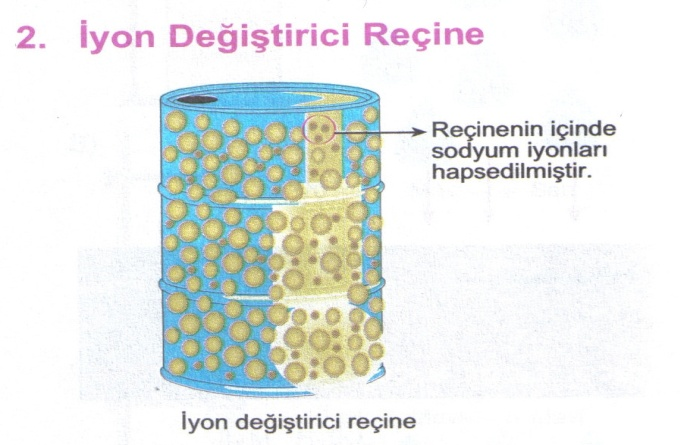 2. İyon Değiştirici Reçine
Reçinenin içinde
sodyum iyonları
hapsedilmiştir.
İyon değiştirici reçine